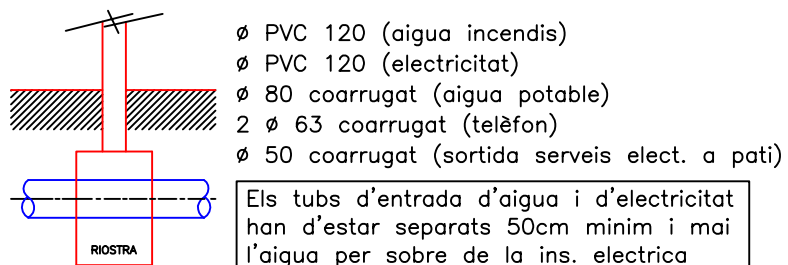 ø PVC 120 (aigua incendis)
ø PVC 120 (electricitat)
ø 80 coarrugat (aigua potable)
2 ø 63 coarrugat (telèfon)
ø 50 coarrugat (sortida serveis elect. a pati)
Els tubs d'entrada d'aigua i d'electricitat
han d'estar separats 50cm minim i mai
l'aigua per sobre de la ins. electrica
RIOSTRA